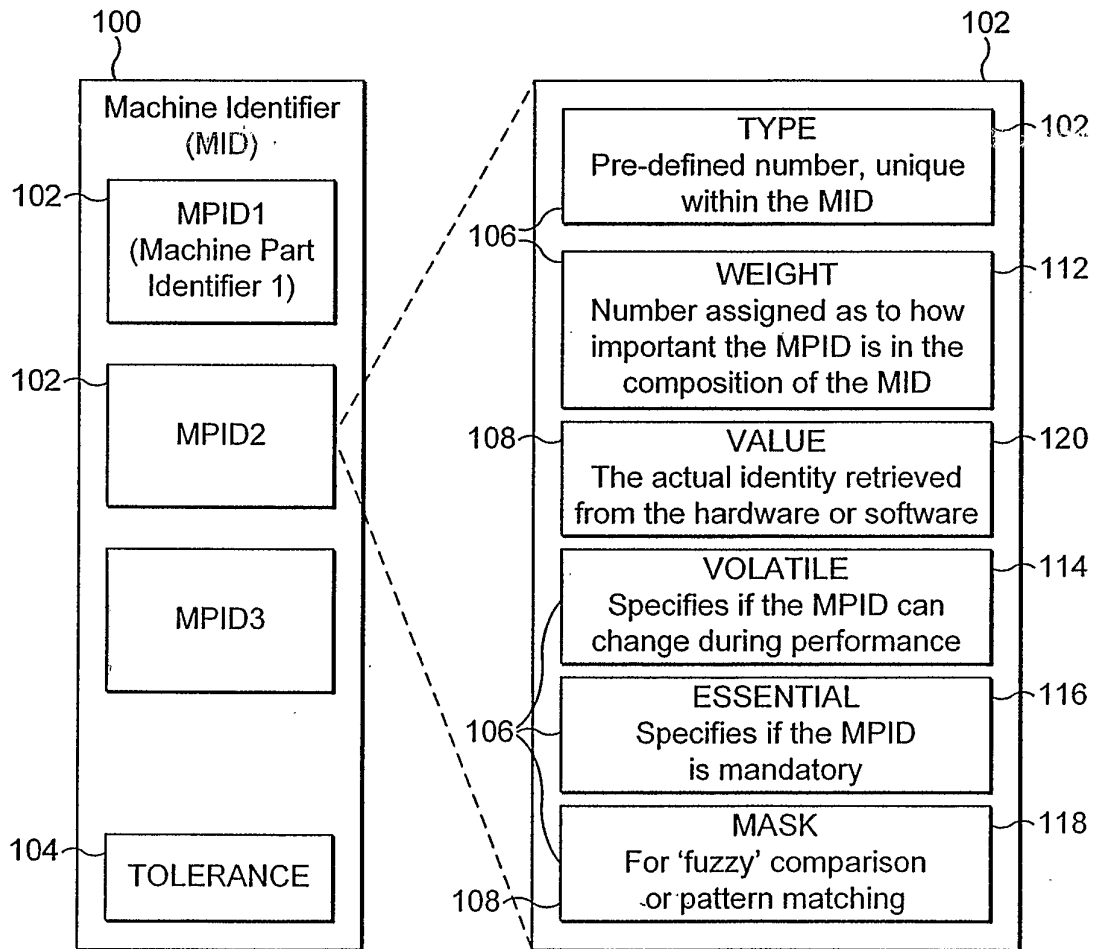 100
102
Machine Identifier
(MID)
102
MPID1
(Machine Part
Identifier 1)
102
MPID2
MPID3
104
TOLERANCE
TYPE
Pre-defined number, unique
within the MID
102
106
WEIGHT
Number assigned as to how
important the MPID is in the
composition of the MID
112
108
VALUE
The actual identity retrieved
from the hardware or software
120
VOLATILE
Specifies if the MPID can
change during performance
114
106
ESSENTIAL
Specifies if the MPID
is mandatory
116
MASK
For 'fuzzy' comparison
or pattern matching
118
108